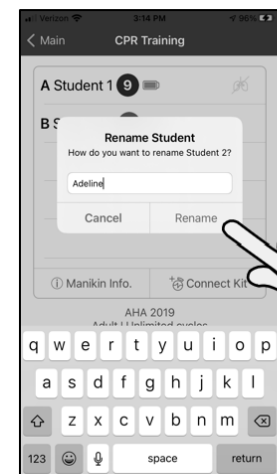 Verizon 3:14 PM 96%
Main CPR Training
A Student 1 9
B S
Rename Student
How do you want to rename Student 2?
Adeline
Cancel Rename
Manikin Info. Connect Kit
AHA 2019
Adult | Unlimited cycles
q w e r t y u i o p
a s d f g h j k l
z x c v b n m
123 space return